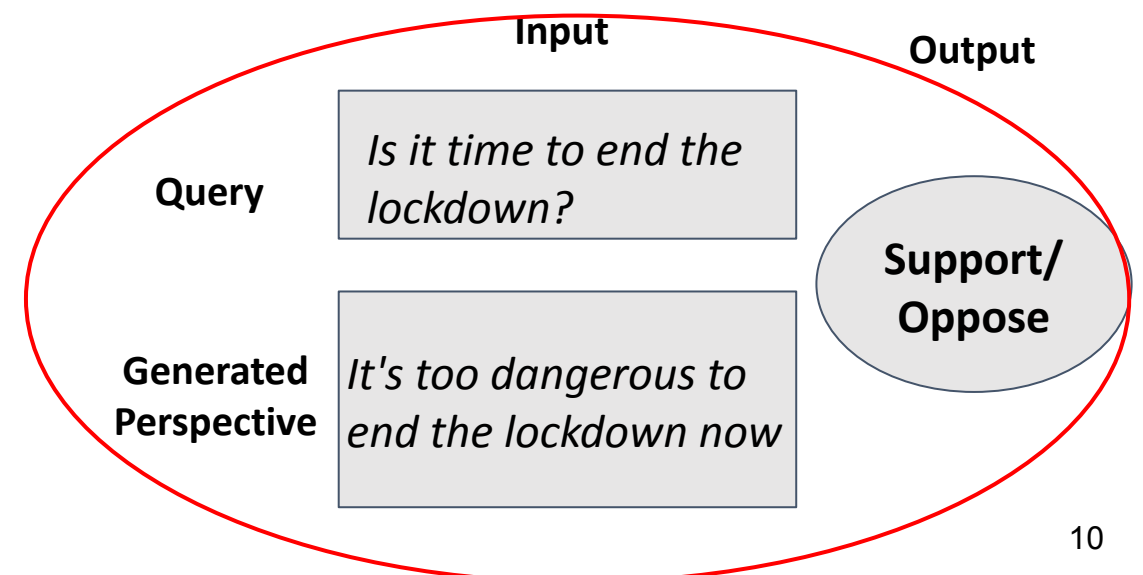 Input
Output
Query
Is it time to end the
lockdown?
Support/
Oppose
Generated
Perspective
It's too dangerous to
end the lockdown now
10